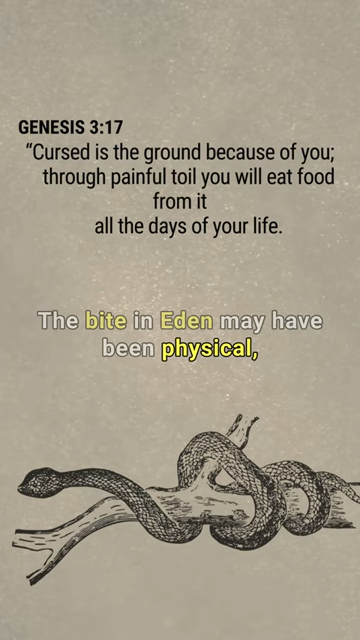 GENESIS 3:17
“Cursed is the ground because of you;
through painful toil you will eat food
from it
all the days of your life.
The bite in Eden may have
been physical,